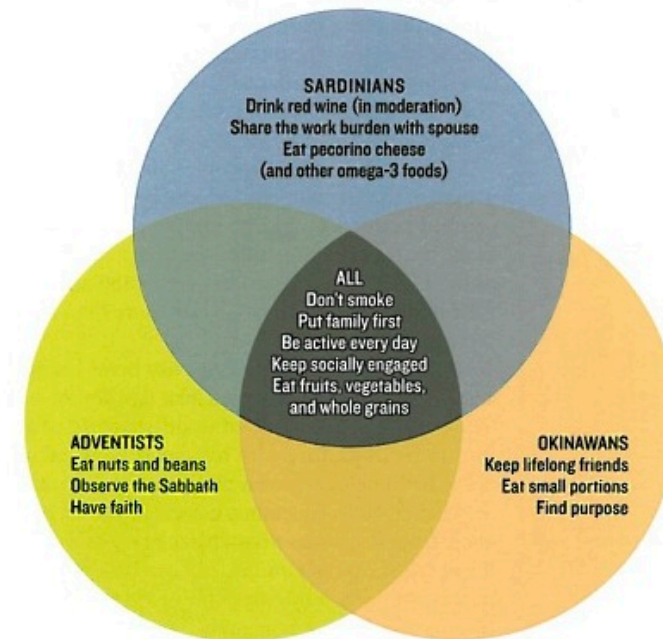 SARDINIANS
Drink red wine (in moderation)
Share the work burden with spouse
Eat pecorino cheese
(and other omega-3 foods)
ALL
Don't smoke
Put family first
Be active every day
Keep socially engaged
Eat fruits, vegetables,
and whole grains
ADVENTISTS
Eat nuts and beans
Observe the Sabbath
Have faith
OKINAWANS
Keep lifelong friends
Eat small portions
Find purpose